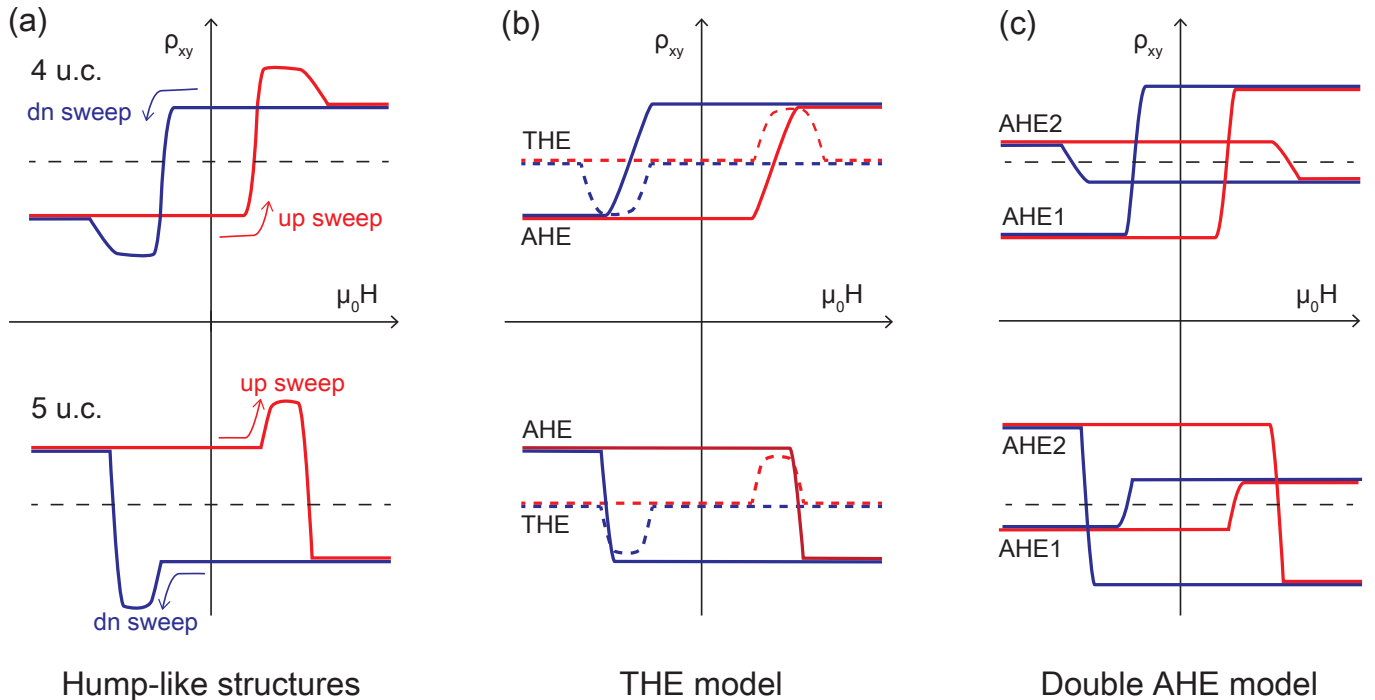 (a)
ρxy
4 u.c.
dn sweep
up sweep
μ0H
5 u.c.
up sweep
dn sweep
Hump-like structures
(b)
ρxy
THE
AHE
μ0H
AHE
THE
THE model
(c)
ρxy
AHE2
AHE1
μ0H
AHE2
AHE1
Double AHE model